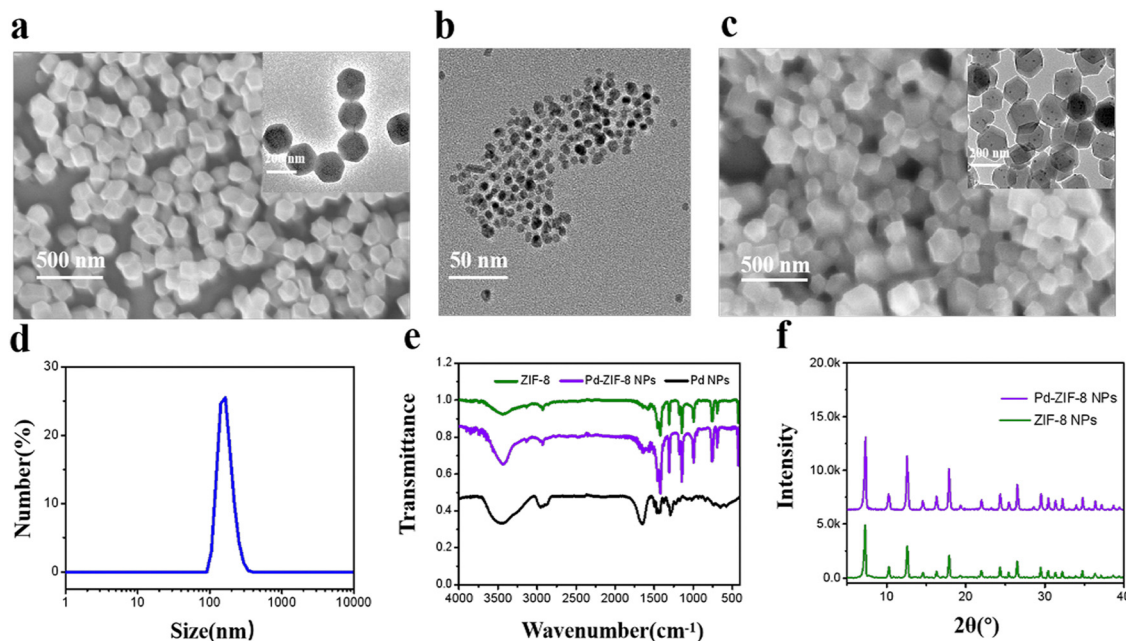 a
b
c
200 nm
500 nm
50 nm
200 nm
500 nm
d
30
20
10
0
Number(%)
1
10
100
1000
10000
Size(nm)
e
1.2
1.0
0.8
0.6
0.4
0.2
0.0
Transmittance
ZIF-8
Pd-ZIF-8 NPs
Pd NPs
4000
3500
3000
2500
2000
1500
1000
500
Wavenumber(cm⁻¹)
f
20.0k
15.0k
10.0k
5.0k
0.0
Intensity
Pd-ZIF-8 NPs
ZIF-8 NPs
10
20
30
40
2θ(°)